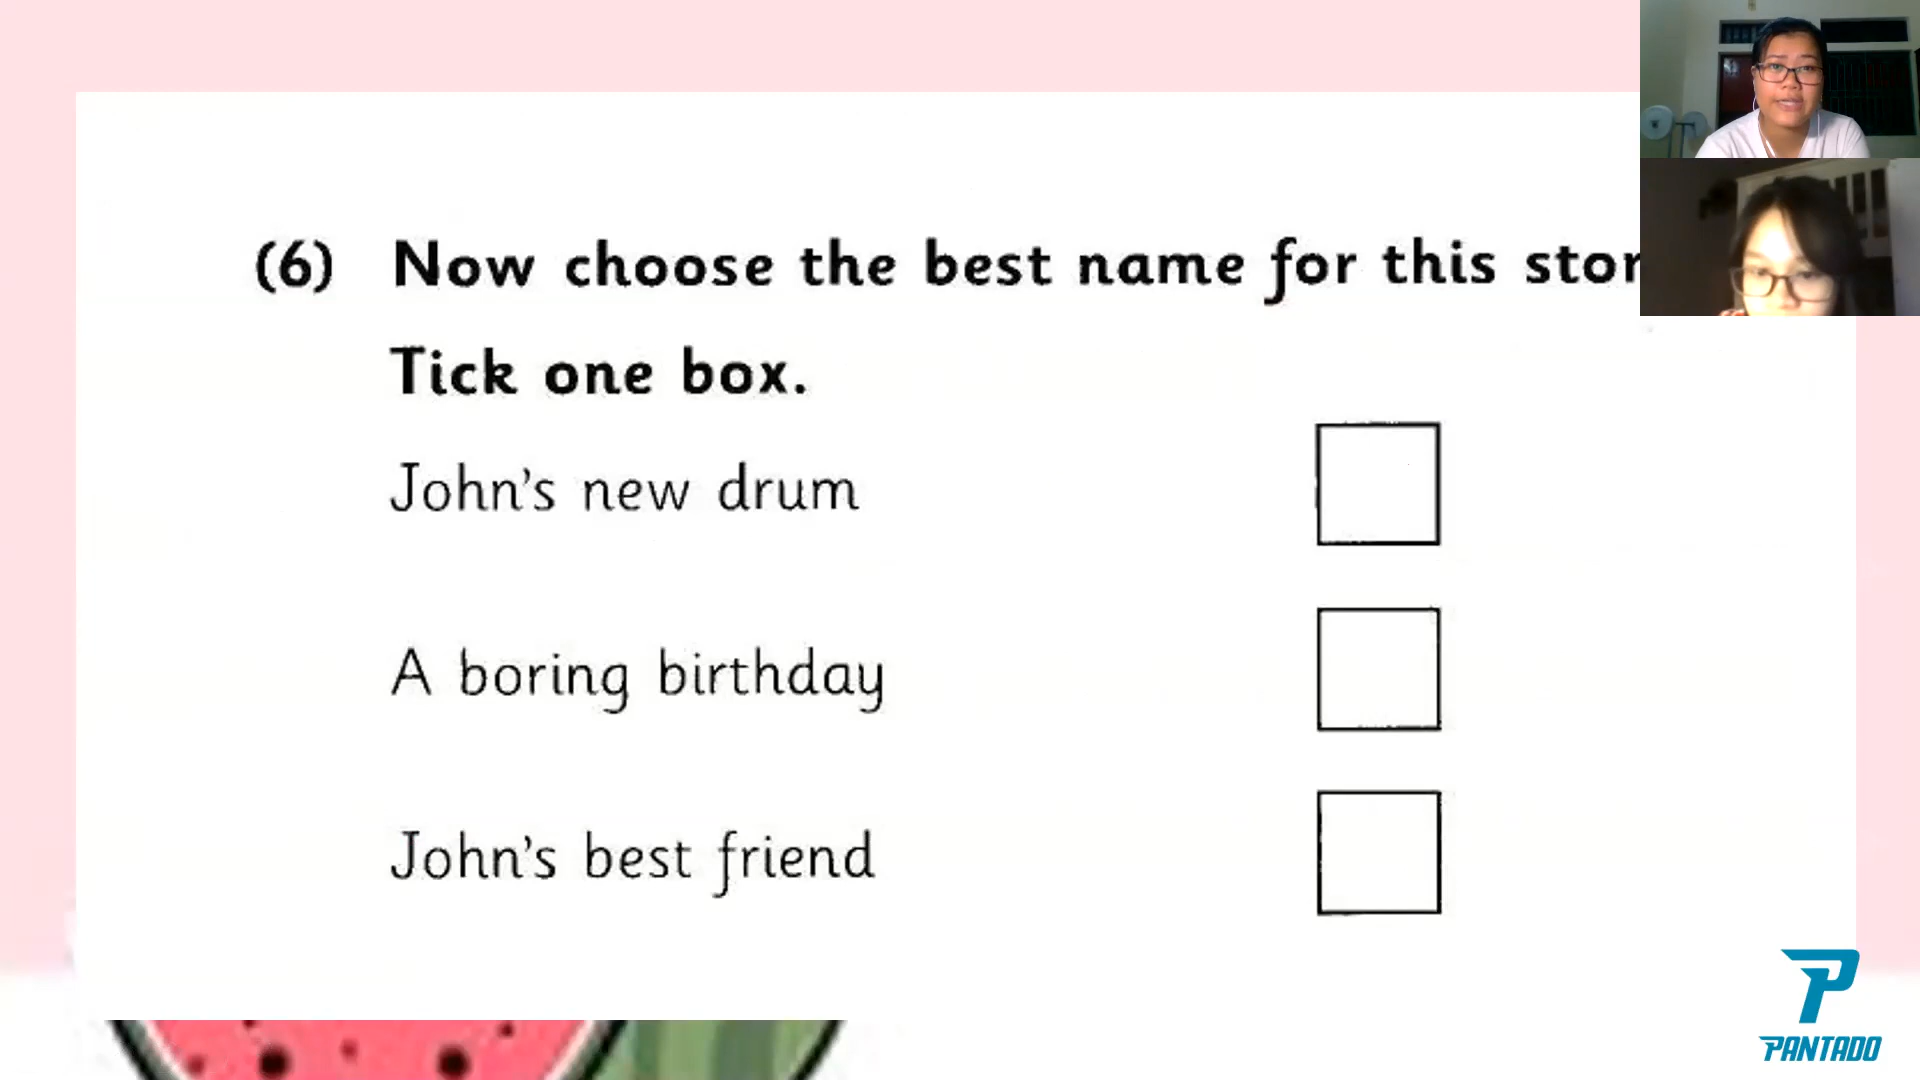 (6) Now choose the best name for this stor
Tick one box.
John's new drum
A boring birthday
John's best friend
PANTADO